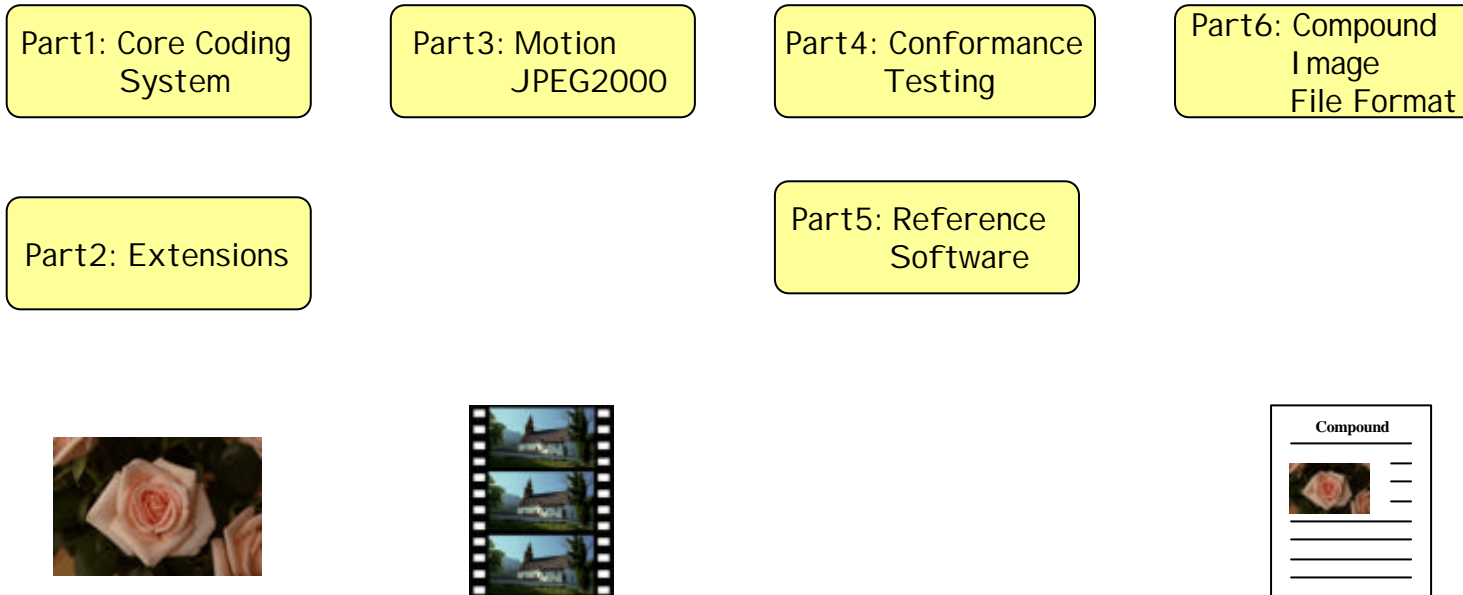 Part1: Core Coding
System
Part3: Motion
JPEG2000
Part4: Conformance
Testing
Part6: Compound
Image
File Format
Part2: Extensions
Part5: Reference
Software
Compound